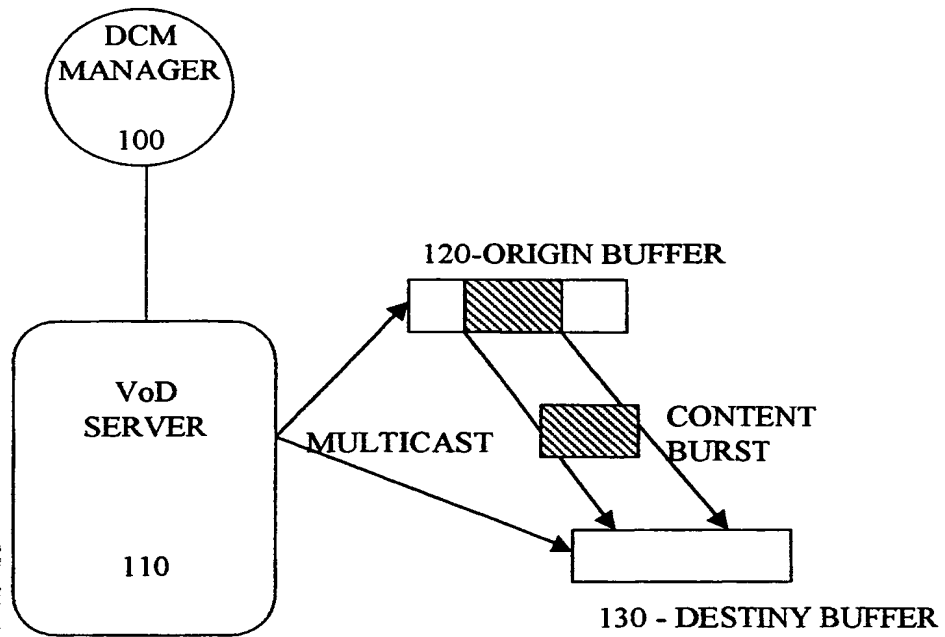 DCM
MANAGER
100
120-ORIGIN BUFFER
VoD
SERVER
MULTICAST
CONTENT
BURST
110
130 - DESTINY BUFFER